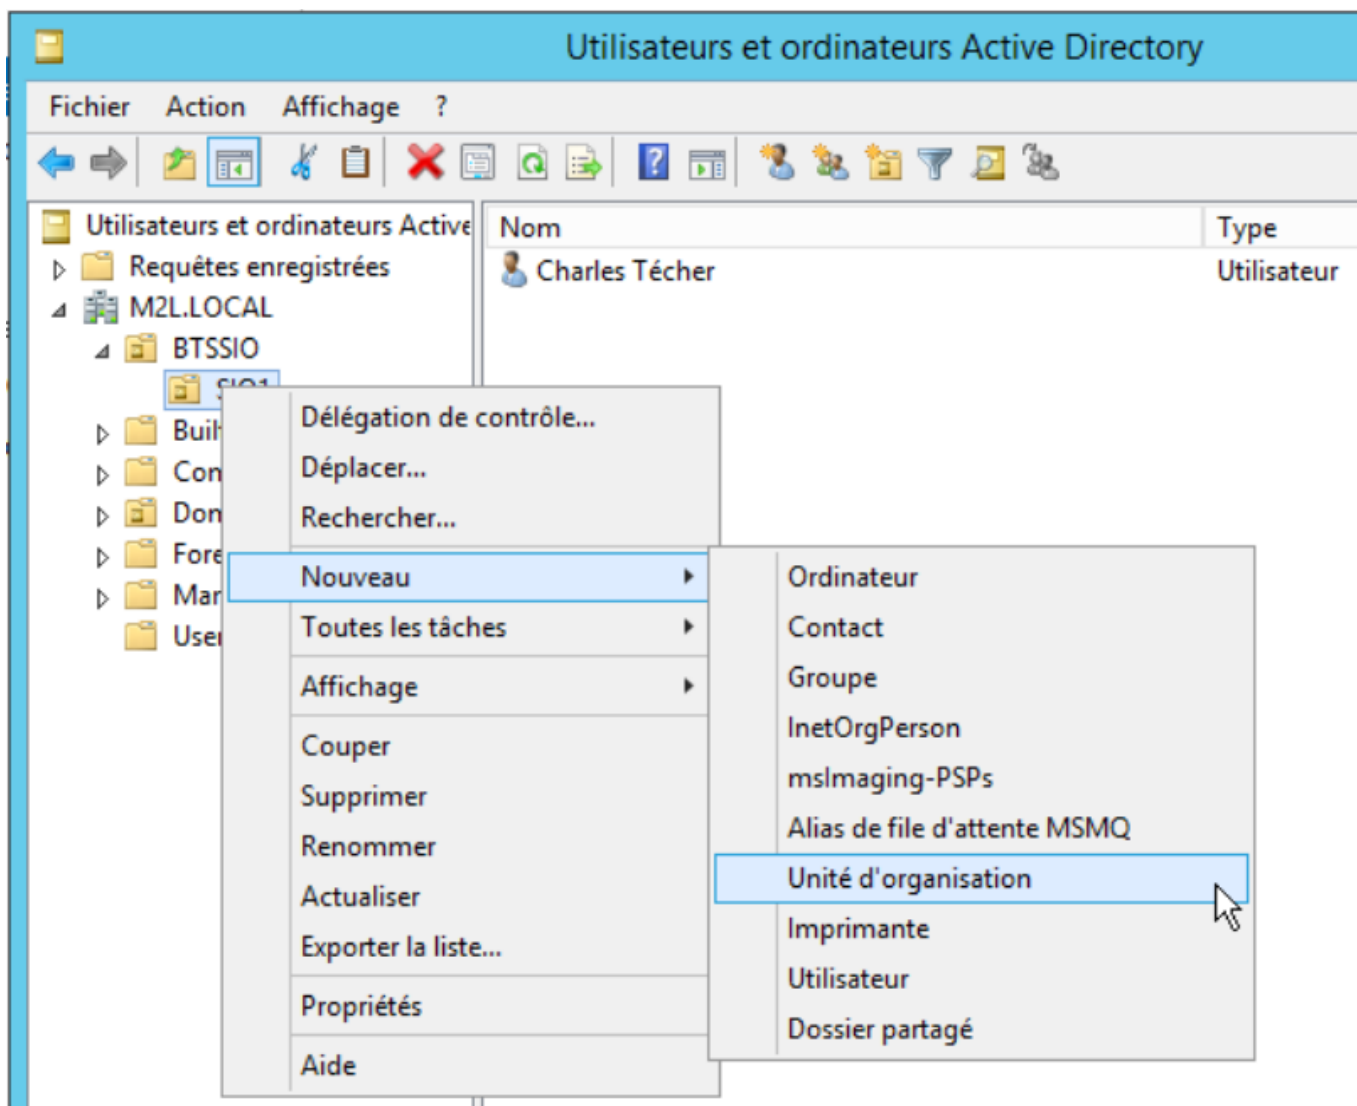 Utilisateurs et ordinateurs Active Directory
Fichier Action Affichage ?
Utilisateurs et ordinateurs Active
Nom Type
Requêtes enregistrées
Charles Técher Utilisateur
M2L.LOCAL
BTSSIO
SIO1
Délégation de contrôle...
Déplacer...
Rechercher...
Nouveau
Toutes les tâches
Affichage
Couper
Supprimer
Renommer
Actualiser
Exporter la liste...
Propriétés
Aide
Ordinateur
Contact
Groupe
InetOrgPerson
msImaging-PSPs
Alias de file d'attente MSMQ
Unité d'organisation
Imprimante
Utilisateur
Dossier partagé